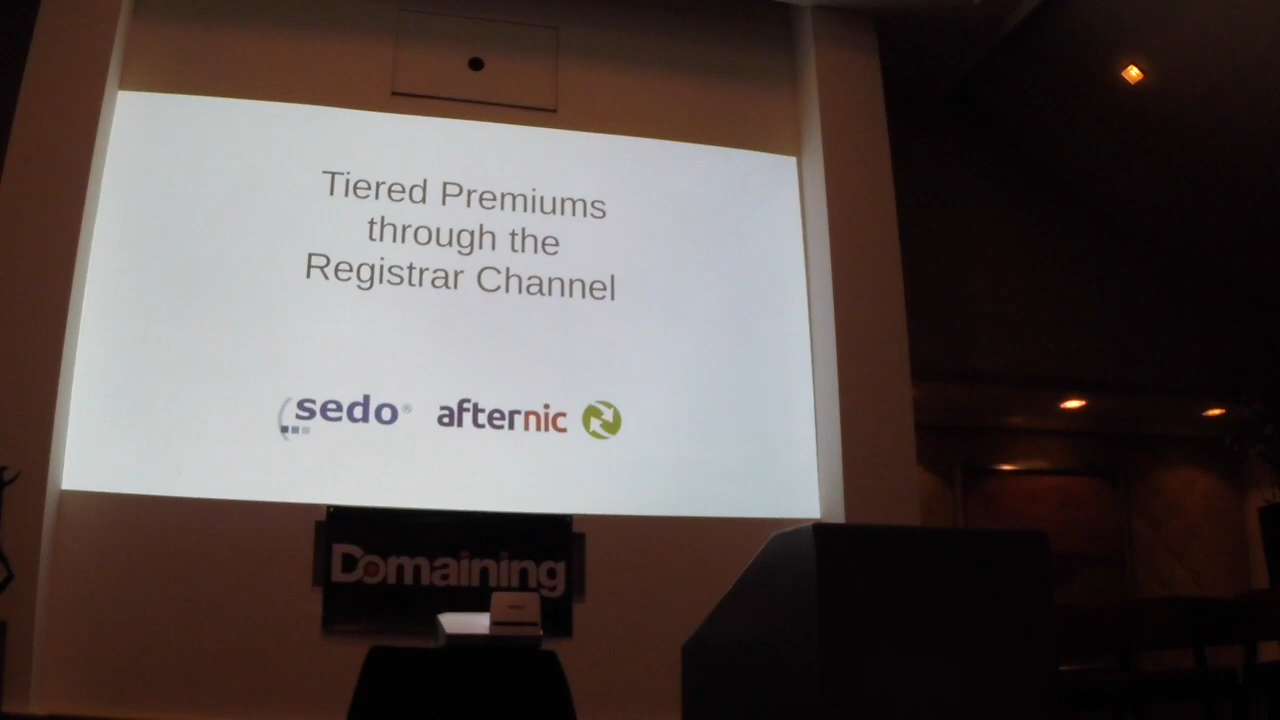 Tiered Premiums
through the
Registrar Channel
sedo® afternic
Domaining